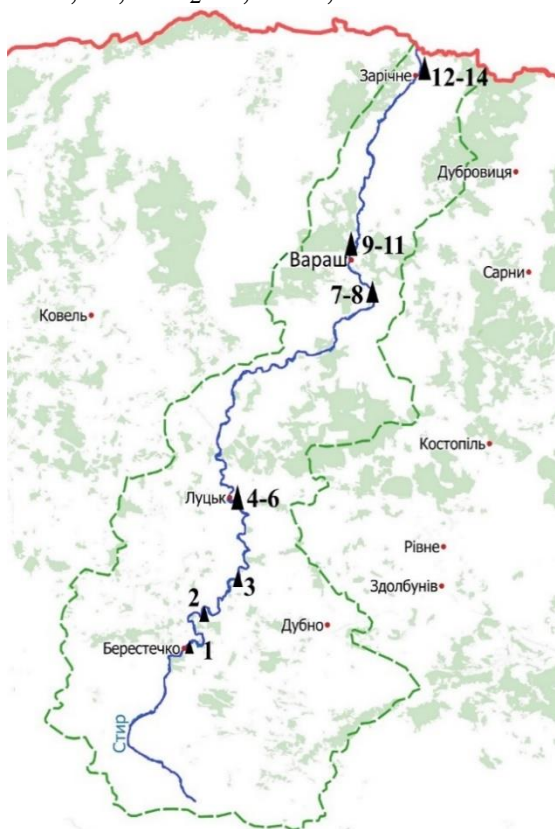 Зарічне
12-14
Дубровиця
9-11
Вараш
Сарни
7-8
Ковель
Костопіль
Луцьк
4-6
Рівне
3
Здолбунів
2
Дубно
Берестечко
1
Стир